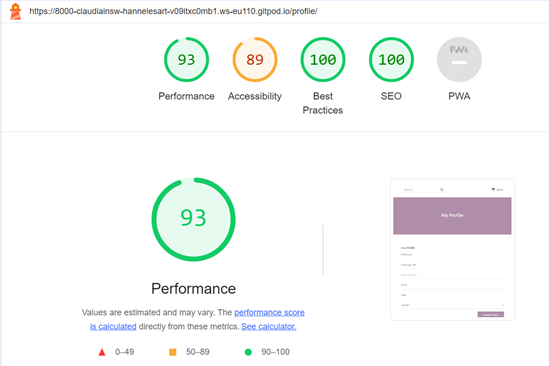 https://8000-claudiainsw-hannelesart-v09itxc0mb1.ws-eu110.gitpod.io/profile/
93
89
100
100
PWA
Performance
Accessibility
Best
Practices
SEO
PWA
93
My Profile
Performance
Values are estimated and may vary. The performance score
is calculated directly from these metrics. See calculator.
0–49
50–89
90–100